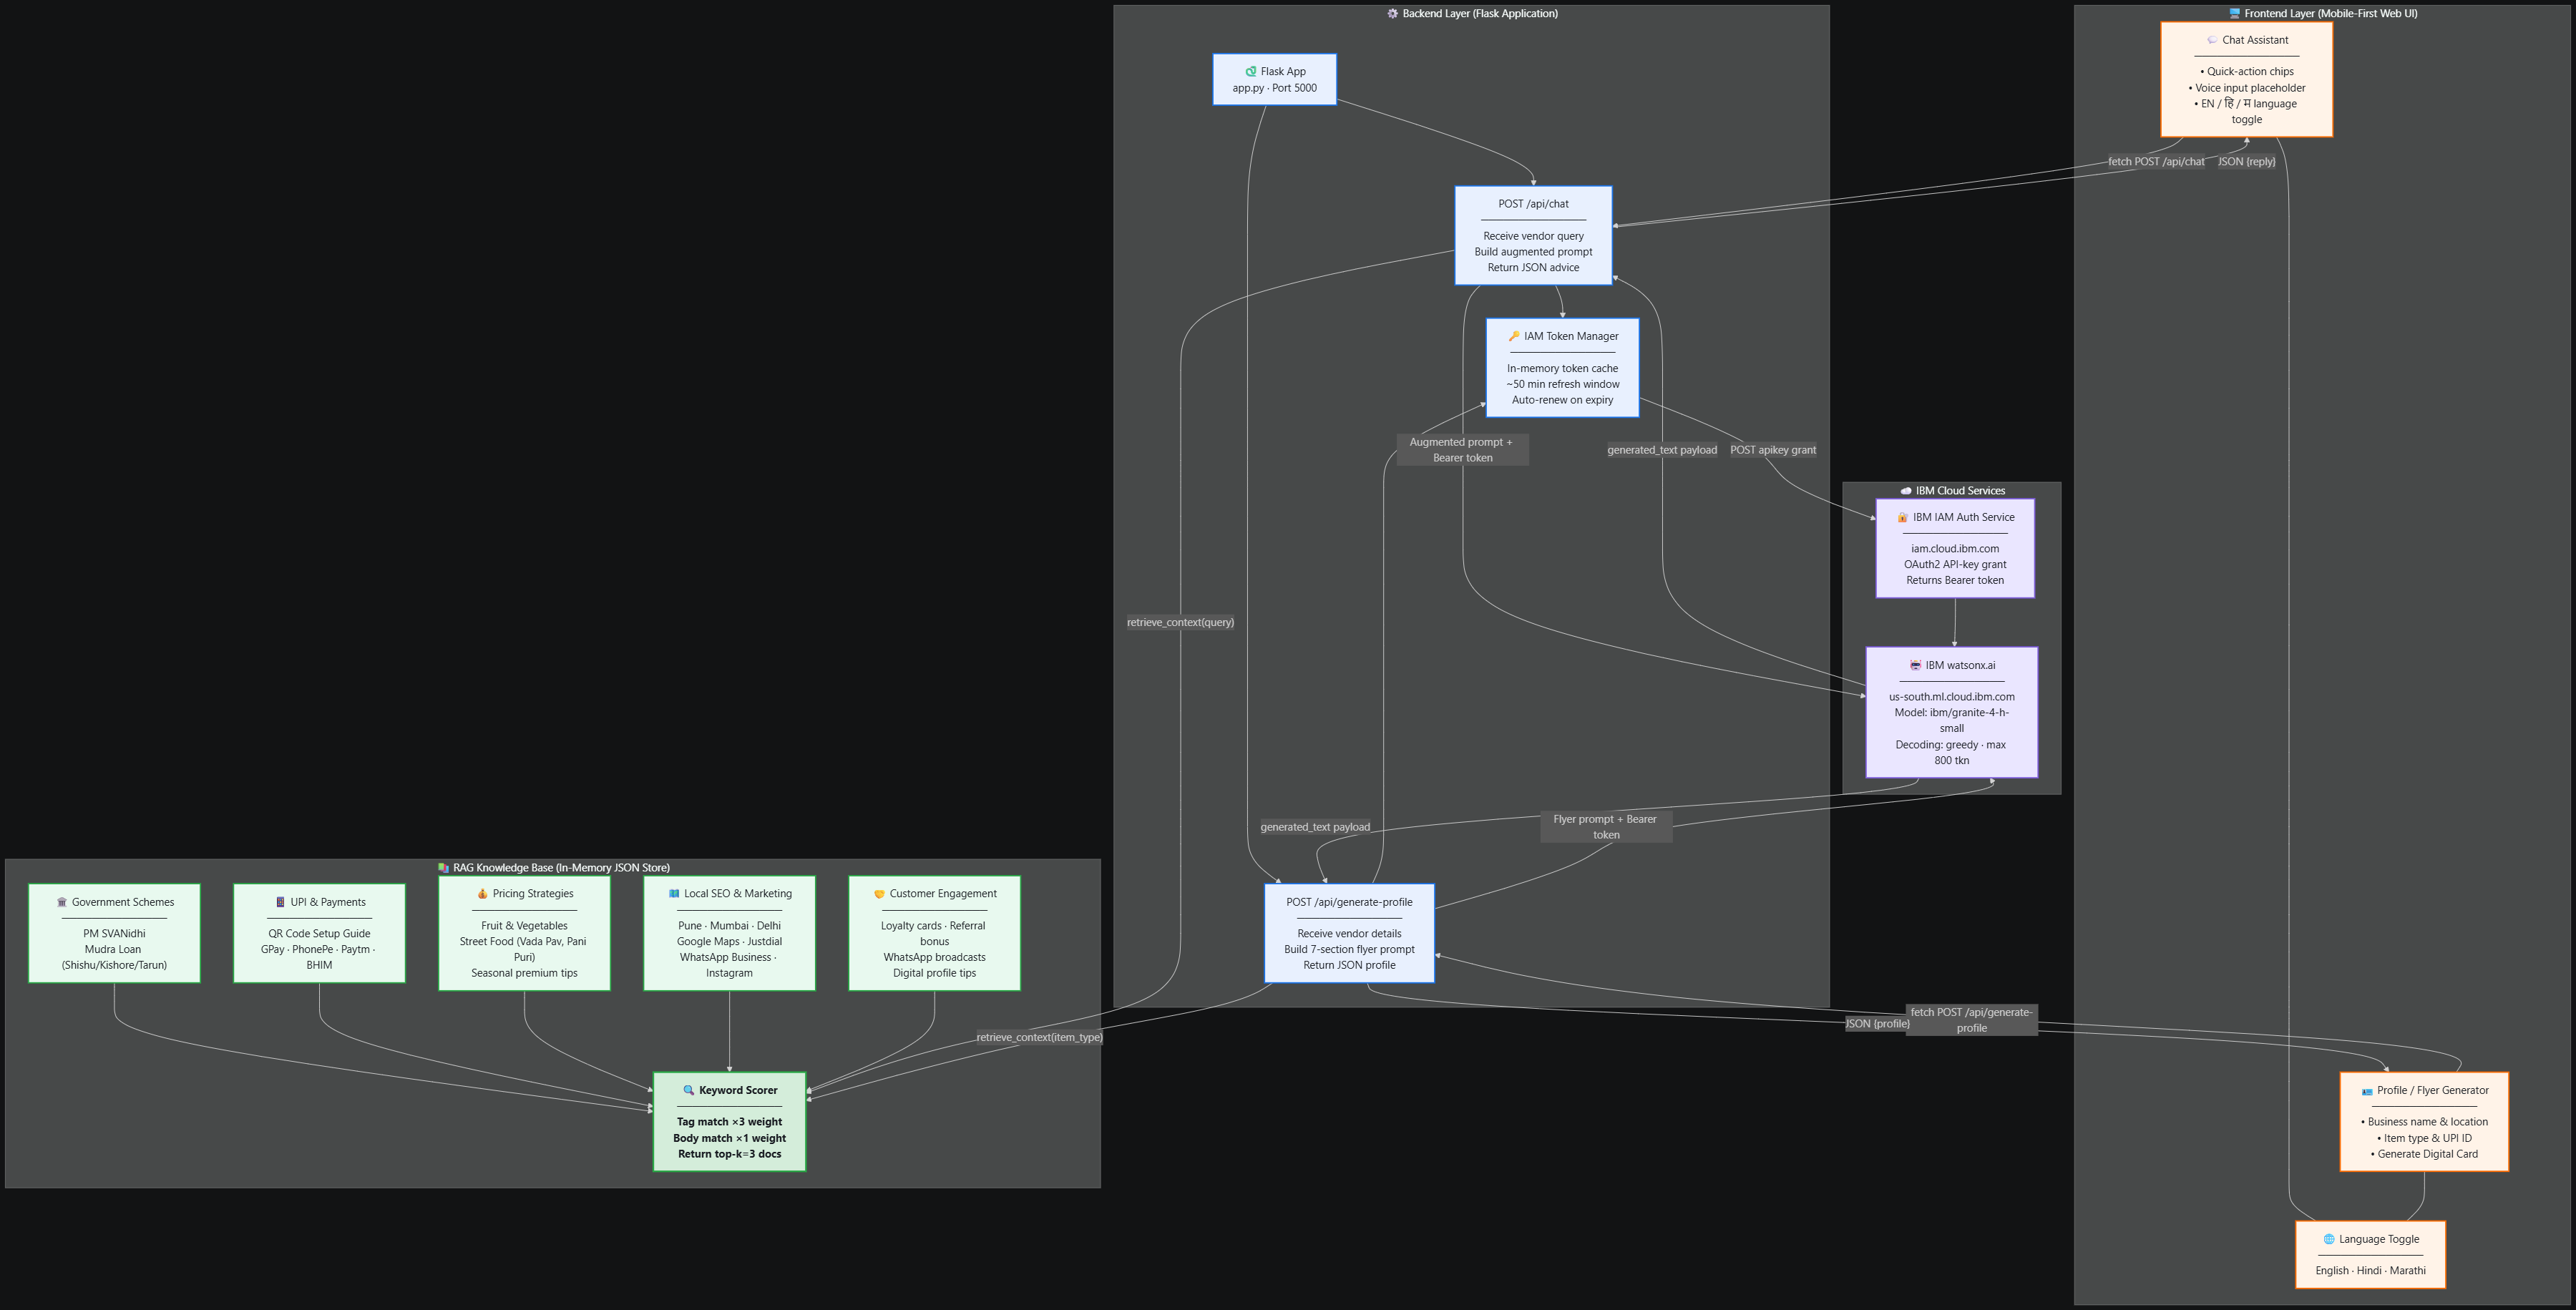 ⚙️ Backend Layer (Flask Application)
Flask App
app.py · Port 5000
POST /api/chat
Receive vendor query
Build augmented prompt
Return JSON advice
🔑 IAM Token Manager
In-memory token cache
~50 min refresh window
Auto-renew on expiry
Augmented prompt +
Bearer token
generated_text payload
POST apikey grant
retrieve_context(query)
generated_text payload
Flyer prompt + Bearer
token
POST /api/generate-profile
Receive vendor details
Build 7-section flyer prompt
Return JSON profile
🖥️ Frontend Layer (Mobile-First Web UI)
💬 Chat Assistant
• Quick-action chips
• Voice input placeholder
• EN / हि / म language
toggle
fetch POST /api/chat
JSON {reply}
☁️ IBM Cloud Services
🔐 IBM IAM Auth Service
iam.cloud.ibm.com
OAuth2 API-key grant
Returns Bearer token
🤖 IBM watsonx.ai
us-south.ml.cloud.ibm.com
Model: ibm/granite-4-h-
small
Decoding: greedy · max
800 tkn
📚 RAG Knowledge Base (In-Memory JSON Store)
🏛️ Government Schemes
PM SVANidhi
Mudra Loan
(Shishu/Kishore/Tarun)
📱 UPI & Payments
QR Code Setup Guide
GPay · PhonePe · Paytm ·
BHIM
💰 Pricing Strategies
Fruit & Vegetables
Street Food (Vada Pav, Pani
Puri)
Seasonal premium tips
🗺️ Local SEO & Marketing
Pune · Mumbai · Delhi
Google Maps · Justdial
WhatsApp Business ·
Instagram
🤝 Customer Engagement
Loyalty cards · Referral
bonus
WhatsApp broadcasts
Digital profile tips
retrieve_context(item_type)
🔍 Keyword Scorer
Tag match ×3 weight
Body match ×1 weight
Return top-k=3 docs
JSON {profile}
fetch POST /api/generate-
profile
🪪 Profile / Flyer Generator
• Business name & location
• Item type & UPI ID
• Generate Digital Card
🌐 Language Toggle
English · Hindi · Marathi